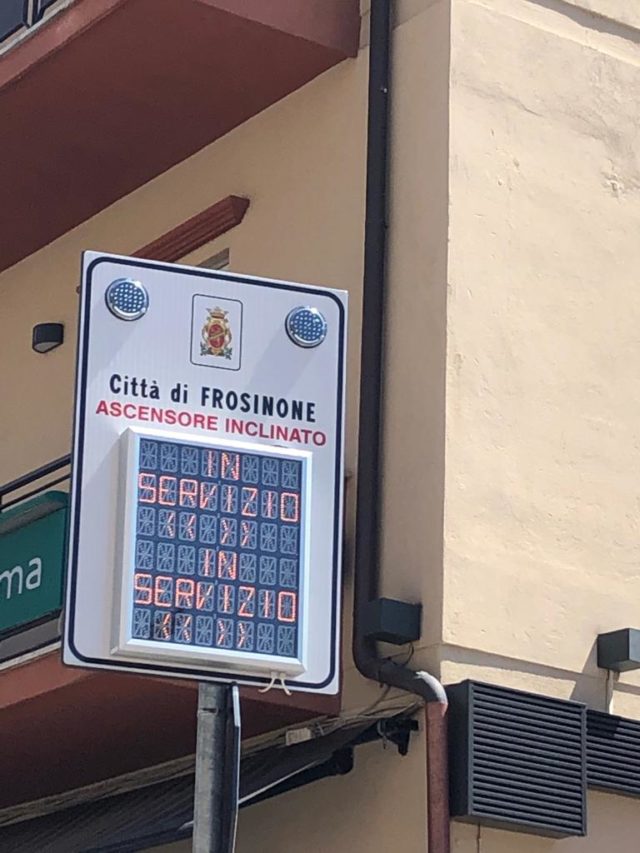 Città di FROSINONE
ASCENSORE INCLINATO
IN
SERVIZIO
IN
SERVIZIO
ma